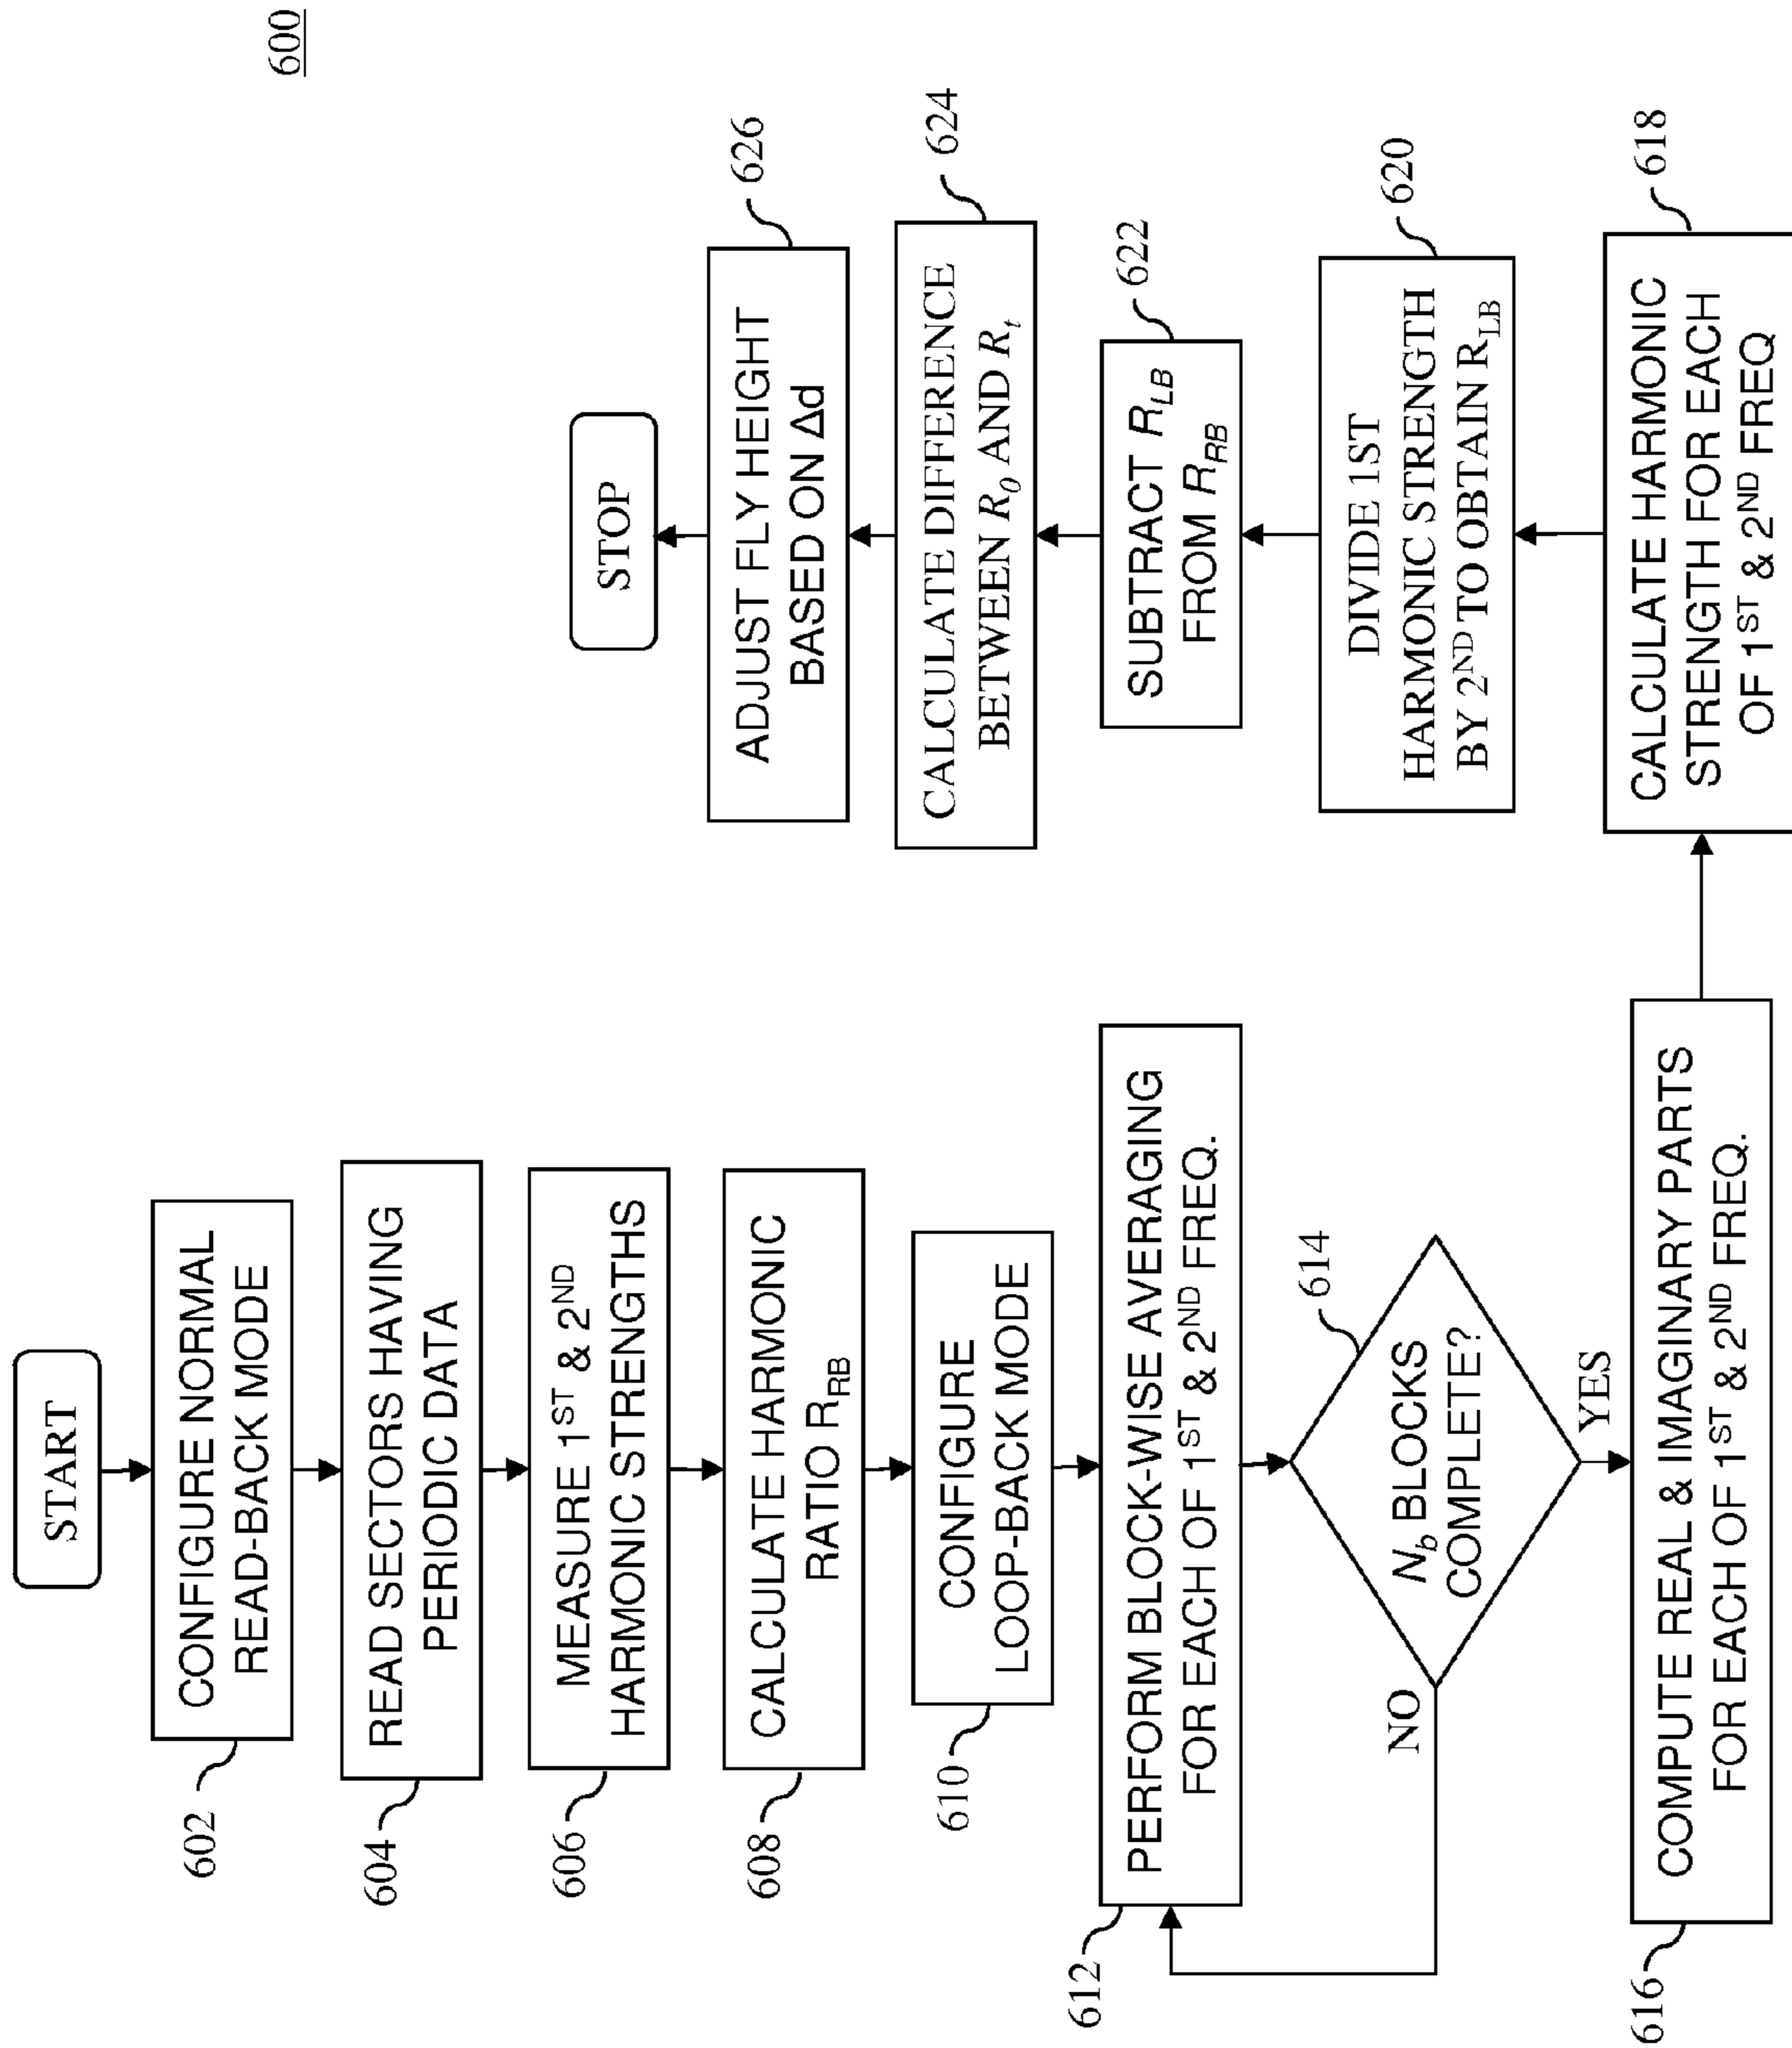 600
START
602
CONFIGURE NORMAL
READ-BACK MODE
604
READ SECTORS HAVING
PERIODIC DATA
606
MEASURE 1ST & 2ND
HARMONIC STRENGTHS
608
CALCULATE HARMONIC
RATIO RRB
610
CONFIGURE
LOOP-BACK MODE
612
PERFORM BLOCK-WISE AVERAGING
FOR EACH OF 1ST & 2ND FREQ.
614
Nb BLOCKS
COMPLETE?
NO
YES
616
COMPUTE REAL & IMAGINARY PARTS
FOR EACH OF 1ST & 2ND FREQ.
618
CALCULATE HARMONIC
STRENGTH FOR EACH
OF 1ST & 2ND FREQ
620
DIVIDE 1ST
HARMONIC STRENGTH
BY 2ND TO OBTAIN RLB
622
SUBTRACT RLB
FROM RRB
624
CALCULATE DIFFERENCE
BETWEEN R0 AND Rt
626
ADJUST FLY HEIGHT
BASED ON Δd
STOP